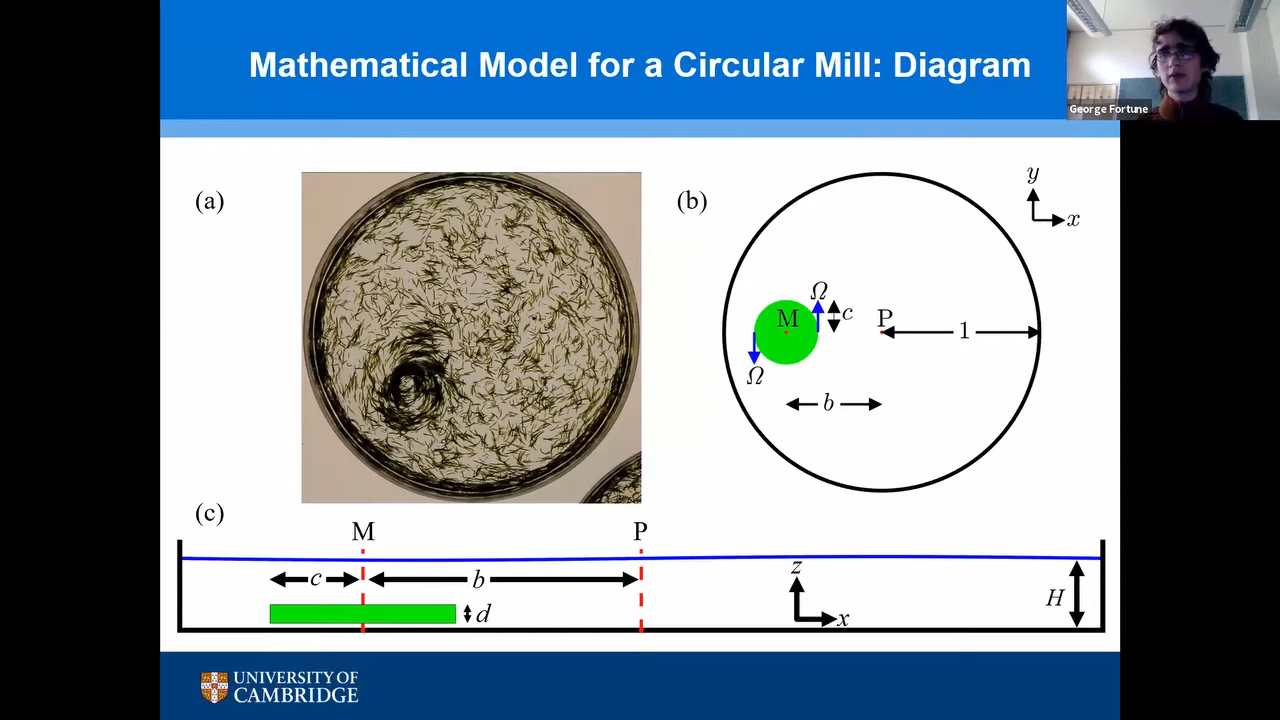 Mathematical Model for a Circular Mill: Diagram
George Fortune
(a)
(b)
y
x
Ω
M
c
P
1
Ω
b
(c)
M
P
c
b
d
z
x
H
UNIVERSITY OF
CAMBRIDGE